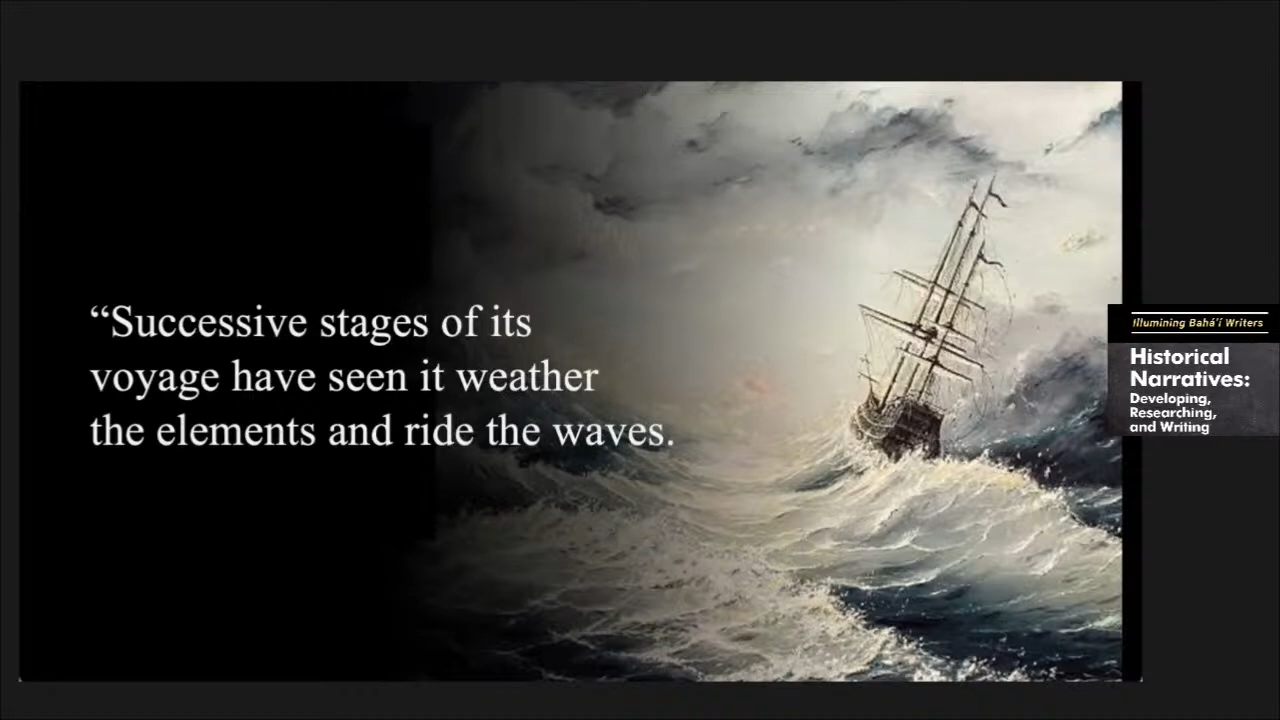 “Successive stages of its
voyage have seen it weather
the elements and ride the waves.
Illumining Bahá’í Writers
Historical
Narratives:
Developing,
Researching,
and Writing